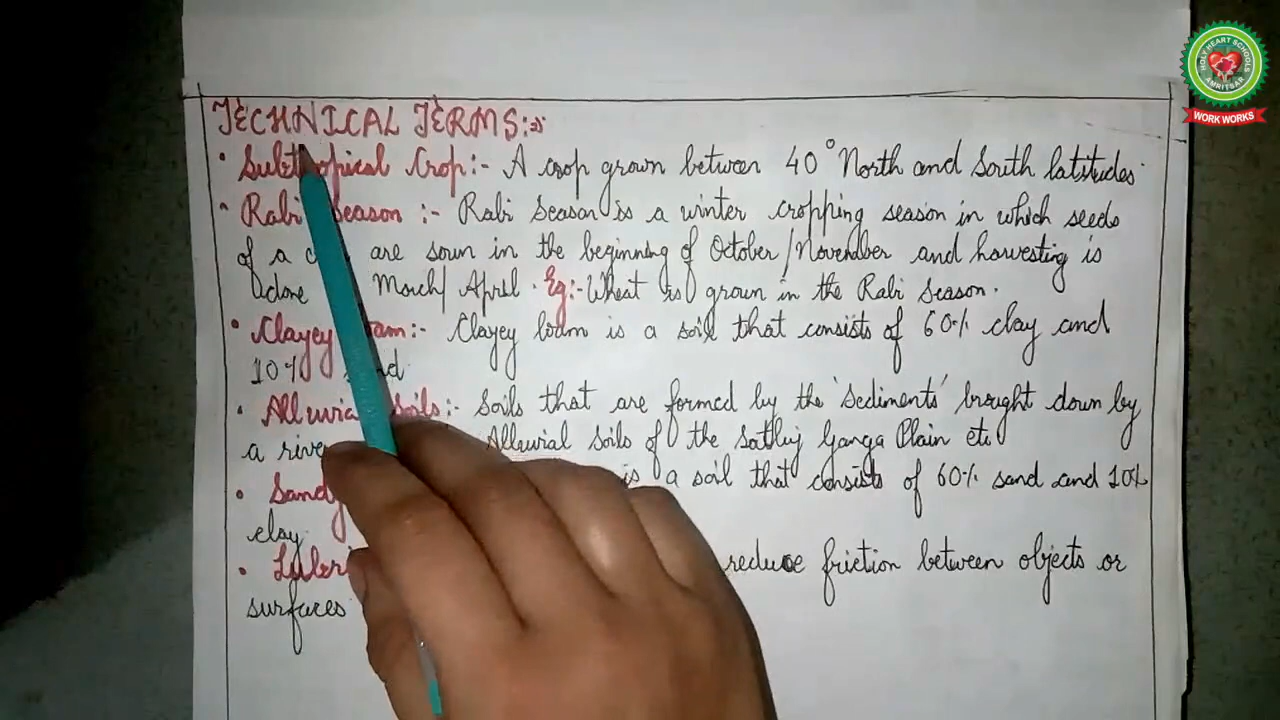 TECHNICAL TERMS:-
• Subtropical Crop:- A crop grown between 40° North and South latitudes.
• Rabi Season :- Rabi Season is a winter cropping season in which seeds
of a are sown in the beginning of October/November and harvesting is
done March/April. Eg:- Wheat is grown in the Rabi Season.
• Clayey :- Clayey loam is a soil that consists of 60% clay and
10%
• Alluvial Soils:- Soils that are formed by the 'Sediments' brought down by
a Alluvial Soils of the Satluj Ganga Plain etc.
• is a soil that consists of 60% sand and 10%
clay.
• reduce friction between objects or
surfaces
HOLY HEART SCHOOLS
AMRITSAR
WORK WORKS